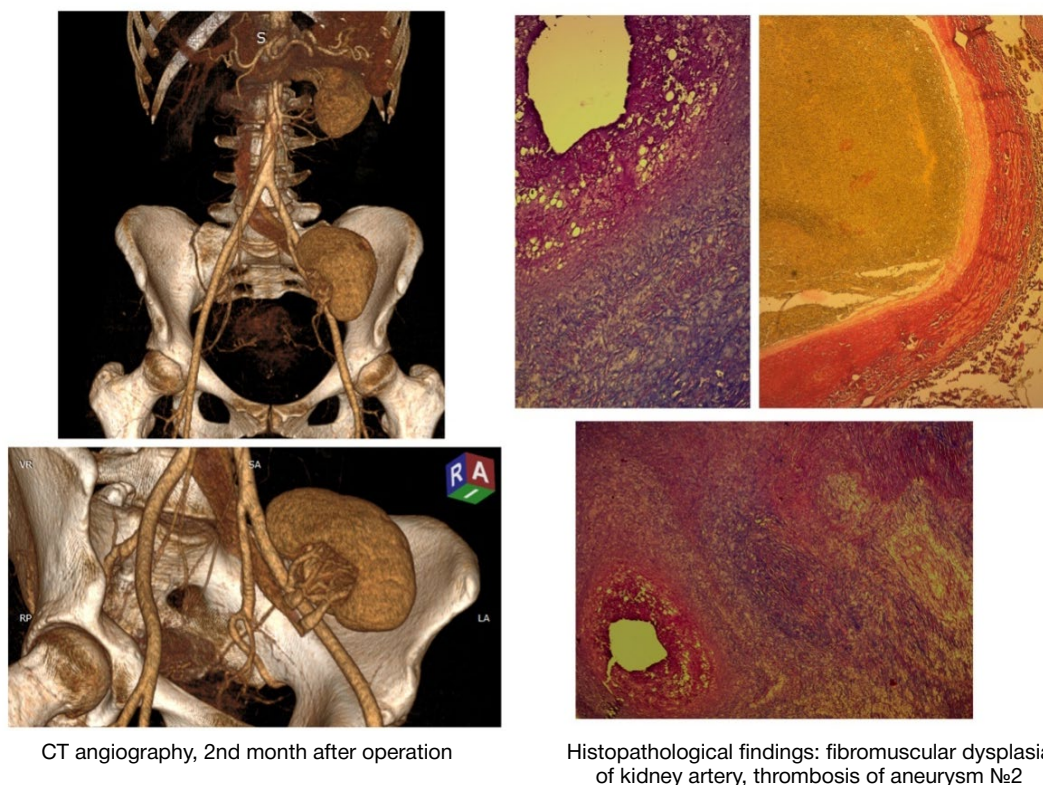 S
VR
SA
R A
I
RP
LA
CT angiography, 2nd month after operation
Histopathological findings: fibromuscular dysplasia
of kidney artery, thrombosis of aneurysm №2